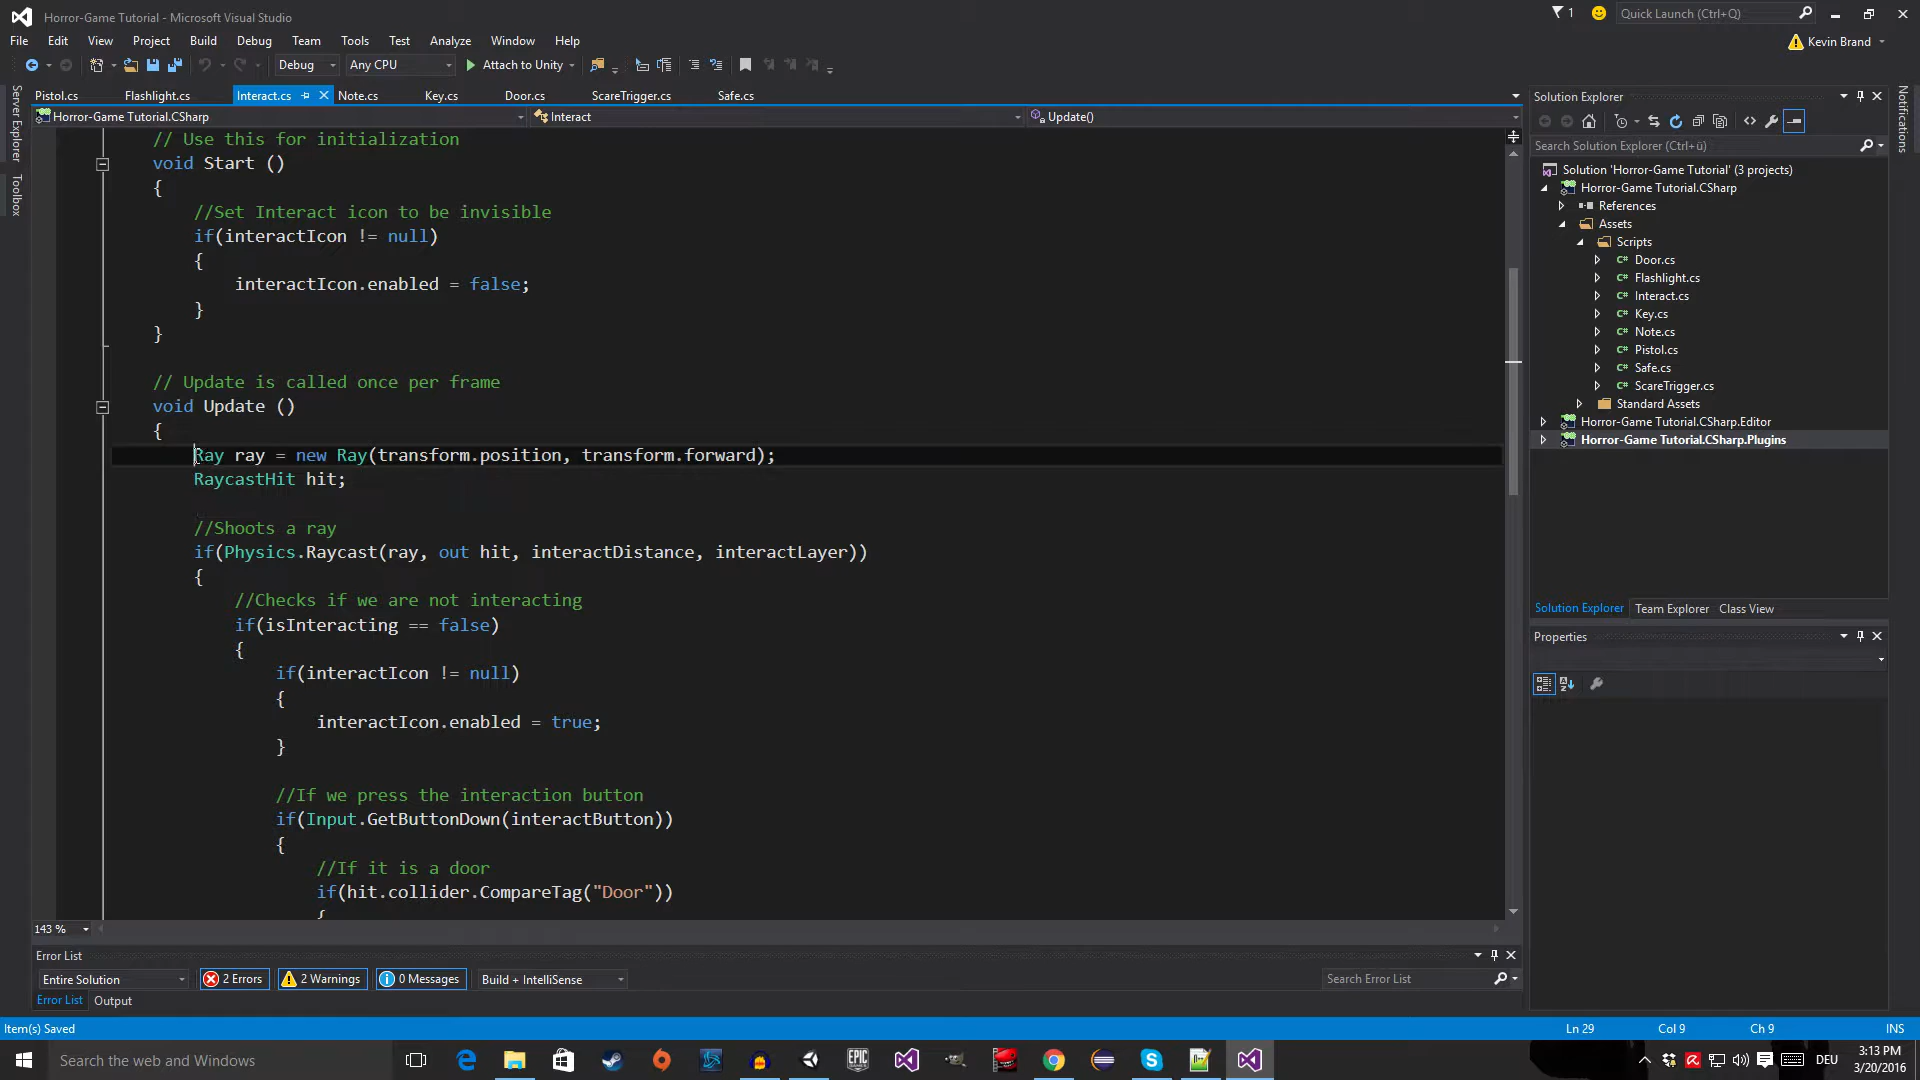 Horror-Game Tutorial - Microsoft Visual Studio
1
Quick Launch (Ctrl+Q)
File Edit View Project Build Debug Team Tools Test Analyze Window Help
Kevin Brand
Debug Any CPU Attach to Unity
Server Explorer
Toolbox
Pistol.cs Flashlight.cs Interact.cs Note.cs Key.cs Door.cs ScareTrigger.cs Safe.cs
Horror-Game Tutorial.CSharp Interact Update()
// Use this for initialization
void Start ()
{
//Set Interact icon to be invisible
if(interactIcon != null)
{
interactIcon.enabled = false;
}
}
// Update is called once per frame
void Update ()
{
Ray ray = new Ray(transform.position, transform.forward);
RaycastHit hit;
//Shoots a ray
if(Physics.Raycast(ray, out hit, interactDistance, interactLayer))
{
//Checks if we are not interacting
if(isInteracting == false)
{
if(interactIcon != null)
{
interactIcon.enabled = true;
}
//If we press the interaction button
if(Input.GetButtonDown(interactButton))
{
//If it is a door
if(hit.collider.CompareTag("Door"))
{
143 %
Solution Explorer
Search Solution Explorer (Ctrl+ü)
Solution 'Horror-Game Tutorial' (3 projects)
Horror-Game Tutorial.CSharp
References
Assets
Scripts
Door.cs
Flashlight.cs
Interact.cs
Key.cs
Note.cs
Pistol.cs
Safe.cs
ScareTrigger.cs
Standard Assets
Horror-Game Tutorial.CSharp.Editor
Horror-Game Tutorial.CSharp.Plugins
Solution Explorer Team Explorer Class View
Properties
Notifications
Error List
Entire Solution 2 Errors 2 Warnings 0 Messages Build + IntelliSense Search Error List
Error List Output
Item(s) Saved Ln 29 Col 9 Ch 9 INS
Search the web and Windows
EPIC GAMES
DEU
3:13 PM
3/20/2016